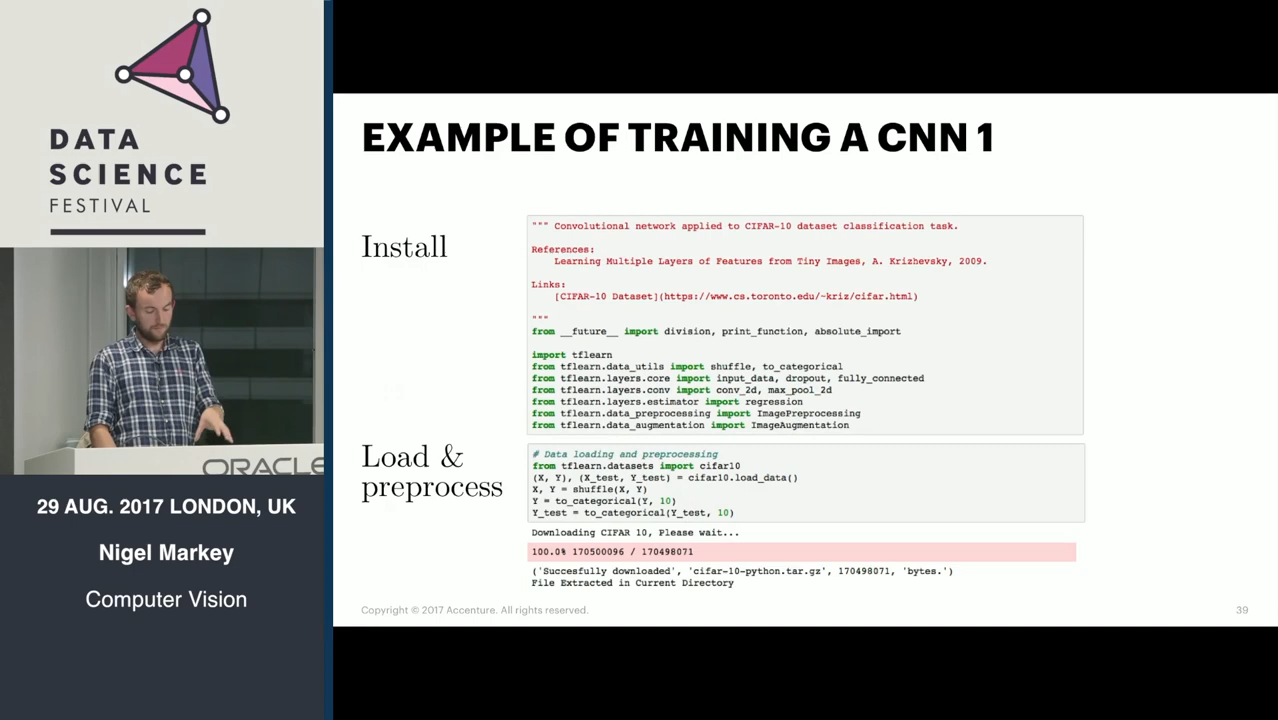 DATA
SCIENCE
FESTIVAL
ORACLE
29 AUG. 2017 LONDON, UK
Nigel Markey
Computer Vision
EXAMPLE OF TRAINING A CNN 1
Install
""" Convolutional network applied to CIFAR-10 dataset classification task.
References:
Learning Multiple Layers of Features from Tiny Images, A. Krizhevsky, 2009.
Links:
[CIFAR-10 Dataset](https://www.cs.toronto.edu/~kriz/cifar.html)
"""
from __future__ import division, print_function, absolute_import
import tflearn
from tflearn.data_utils import shuffle, to_categorical
from tflearn.layers.core import input_data, dropout, fully_connected
from tflearn.layers.conv import conv_2d, max_pool_2d
from tflearn.layers.estimator import regression
from tflearn.data_preprocessing import ImagePreprocessing
from tflearn.data_augmentation import ImageAugmentation
Load &
preprocess
# Data loading and preprocessing
from tflearn.datasets import cifar10
(X, Y), (X_test, Y_test) = cifar10.load_data()
X, Y = shuffle(X, Y)
Y = to_categorical(Y, 10)
Y_test = to_categorical(Y_test, 10)
Downloading CIFAR 10, Please wait...
100.0% 170500096 / 170498071
('Succesfully downloaded', 'cifar-10-python.tar.gz', 170498071, 'bytes.')
File Extracted in Current Directory
Copyright © 2017 Accenture. All rights reserved.
39